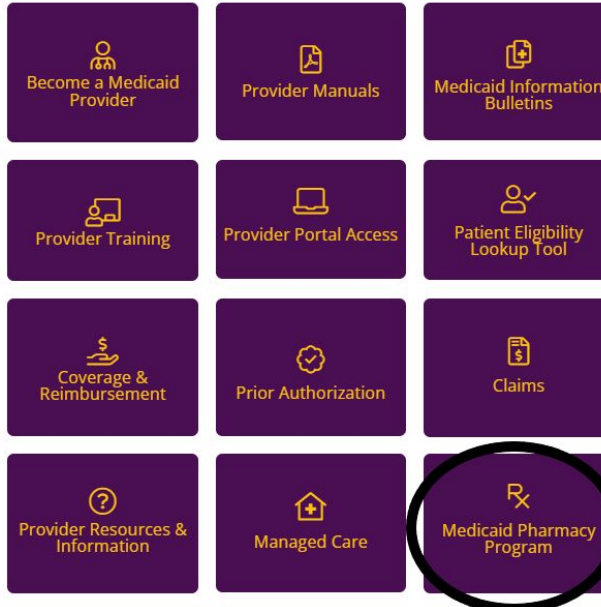 Become a Medicaid
Provider
Provider Manuals
Medicaid Information
Bulletins
Provider Training
Provider Portal Access
Patient Eligibility
Lookup Tool
Coverage &
Reimbursement
Prior Authorization
Claims
Provider Resources &
Information
Managed Care
Medicaid Pharmacy
Program